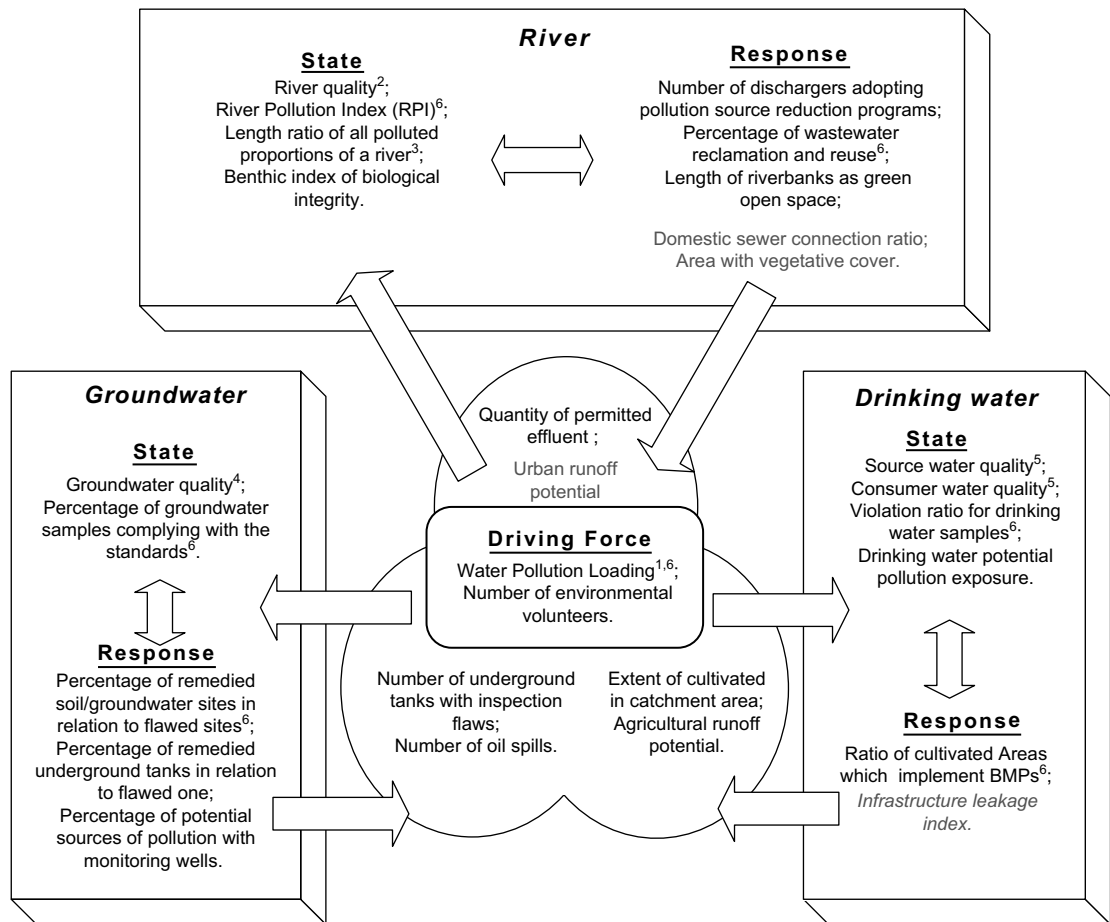 River
State
River quality²;
River Pollution Index (RPI)⁶;
Length ratio of all polluted
proportions of a river³;
Benthic index of biological
integrity.
Response
Number of dischargers adopting
pollution source reduction programs;
Percentage of wastewater
reclamation and reuse⁶;
Length of riverbanks as green
open space;
Domestic sewer connection ratio;
Area with vegetative cover.
Groundwater
State
Groundwater quality⁴;
Percentage of groundwater
samples complying with the
standards⁶.
Response
Percentage of remedied
soil/groundwater sites in
relation to flawed sites⁶;
Percentage of remedied
underground tanks in relation
to flawed one;
Percentage of potential
sources of pollution with
monitoring wells.
Quantity of permitted
effluent ;
Urban runoff
potential
Driving Force
Water Pollution Loading¹,⁶;
Number of environmental
volunteers.
Number of underground
tanks with inspection
flaws;
Number of oil spills.
Extent of cultivated
in catchment area;
Agricultural runoff
potential.
Drinking water
State
Source water quality⁵;
Consumer water quality⁵;
Violation ratio for drinking
water samples⁶;
Drinking water potential
pollution exposure.
Response
Ratio of cultivated Areas
which implement BMPs⁶;
Infrastructure leakage
index.